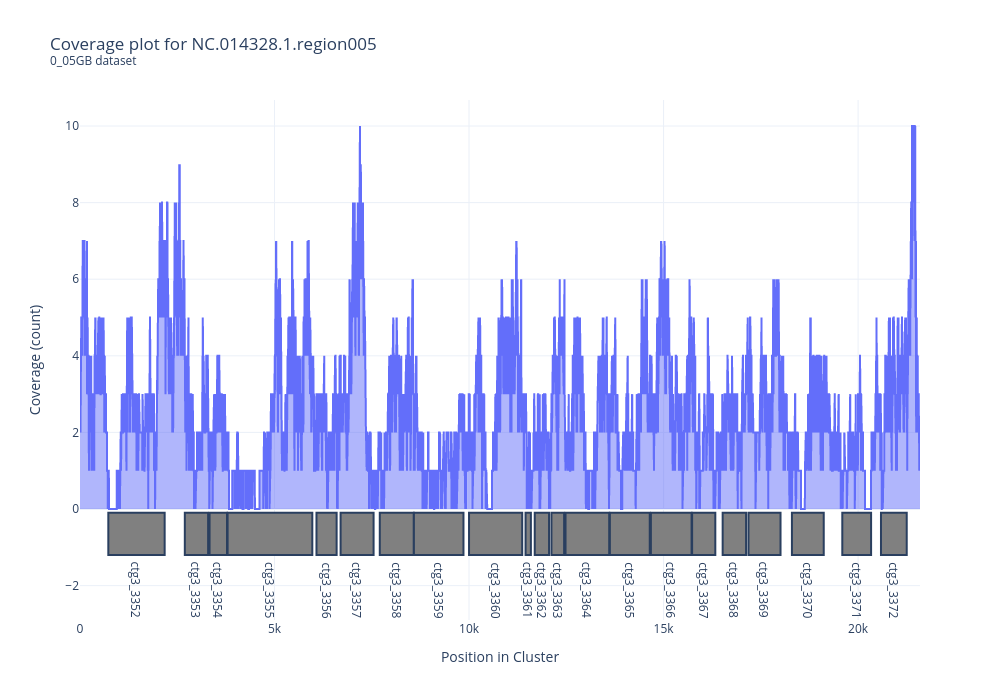 Coverage plot for NC.014328.1.region005
0_05GB dataset
Coverage (count)
10
8
6
4
2
0
−2
ctg3_3352
ctg3_3353
ctg3_3354
ctg3_3355
ctg3_3356
ctg3_3357
ctg3_3358
ctg3_3359
ctg3_3360
ctg3_3361
ctg3_3362
ctg3_3363
ctg3_3364
ctg3_3365
ctg3_3366
ctg3_3367
ctg3_3368
ctg3_3369
ctg3_3370
ctg3_3371
ctg3_3372
0
5k
10k
15k
20k
Position in Cluster